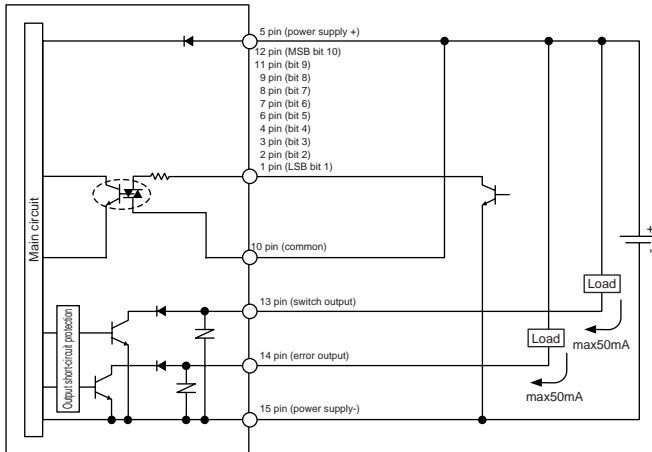 5 pin (power supply +)
12 pin (MSB bit 10)
11 pin (bit 9)
9 pin (bit 8)
8 pin (bit 7)
7 pin (bit 6)
6 pin (bit 5)
4 pin (bit 4)
3 pin (bit 3)
2 pin (bit 2)
1 pin (LSB bit 1)
Main circuit
10 pin (common)
+
-
13 pin (switch output)
Load
Output short-circuit protection
Load
max50mA
14 pin (error output)
max50mA
15 pin (power supply-)